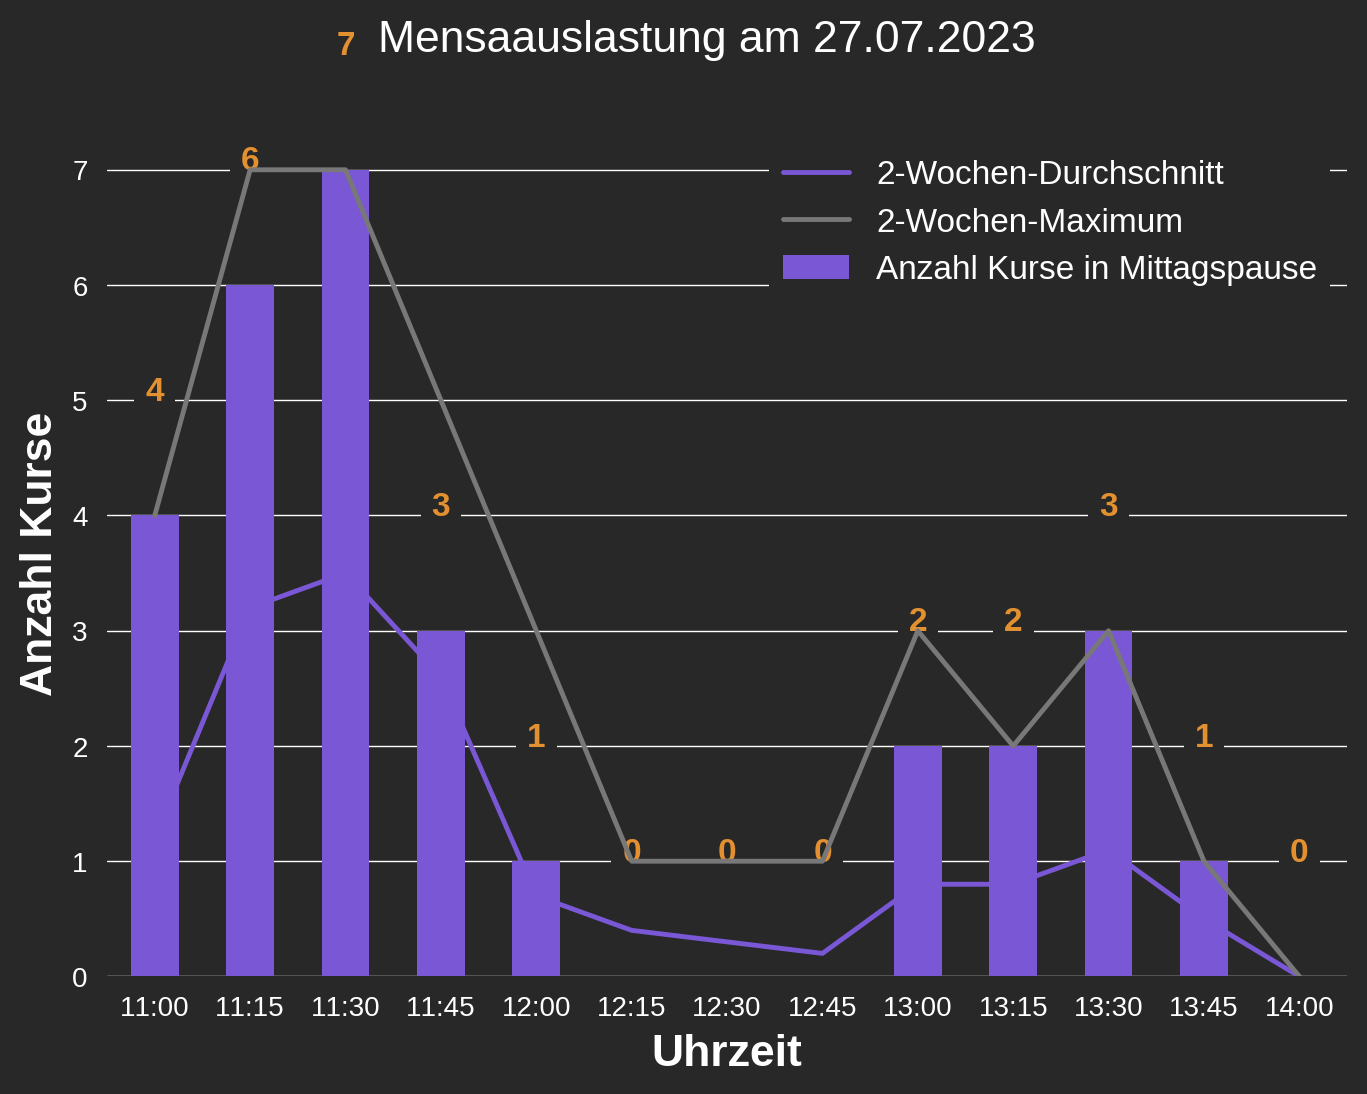 7 Mensaauslastung am 27.07.2023
2-Wochen-Durchschnitt
2-Wochen-Maximum
Anzahl Kurse in Mittagspause
Anzahl Kurse
7
6
5
4
3
2
1
0
4
6
3
1
0
0
0
2
2
3
1
0
11:00 11:15 11:30 11:45 12:00 12:15 12:30 12:45 13:00 13:15 13:30 13:45 14:00
Uhrzeit